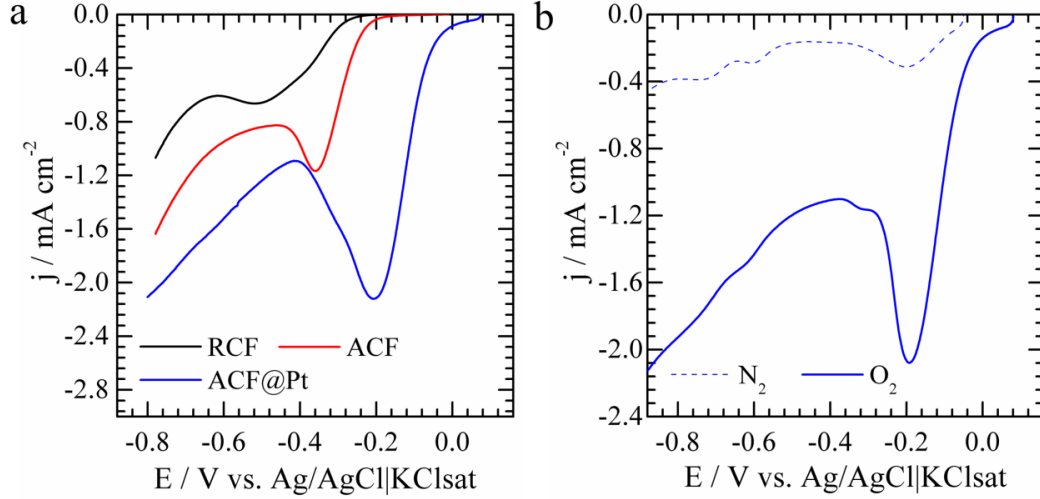 a
0.0
-0.4
-0.8
-1.2
-1.6
-2.0
-2.4
-2.8
j / mA cm-2
RCF
ACF
ACF@Pt
-0.8 -0.6 -0.4 -0.2 0.0
E / V vs. Ag/AgCl|KClsat
b
0.0
-0.4
-0.8
-1.2
-1.6
-2.0
-2.4
j / mA cm-2
N2
O2
-0.8 -0.6 -0.4 -0.2 0.0
E / V vs. Ag/AgCl|KClsat